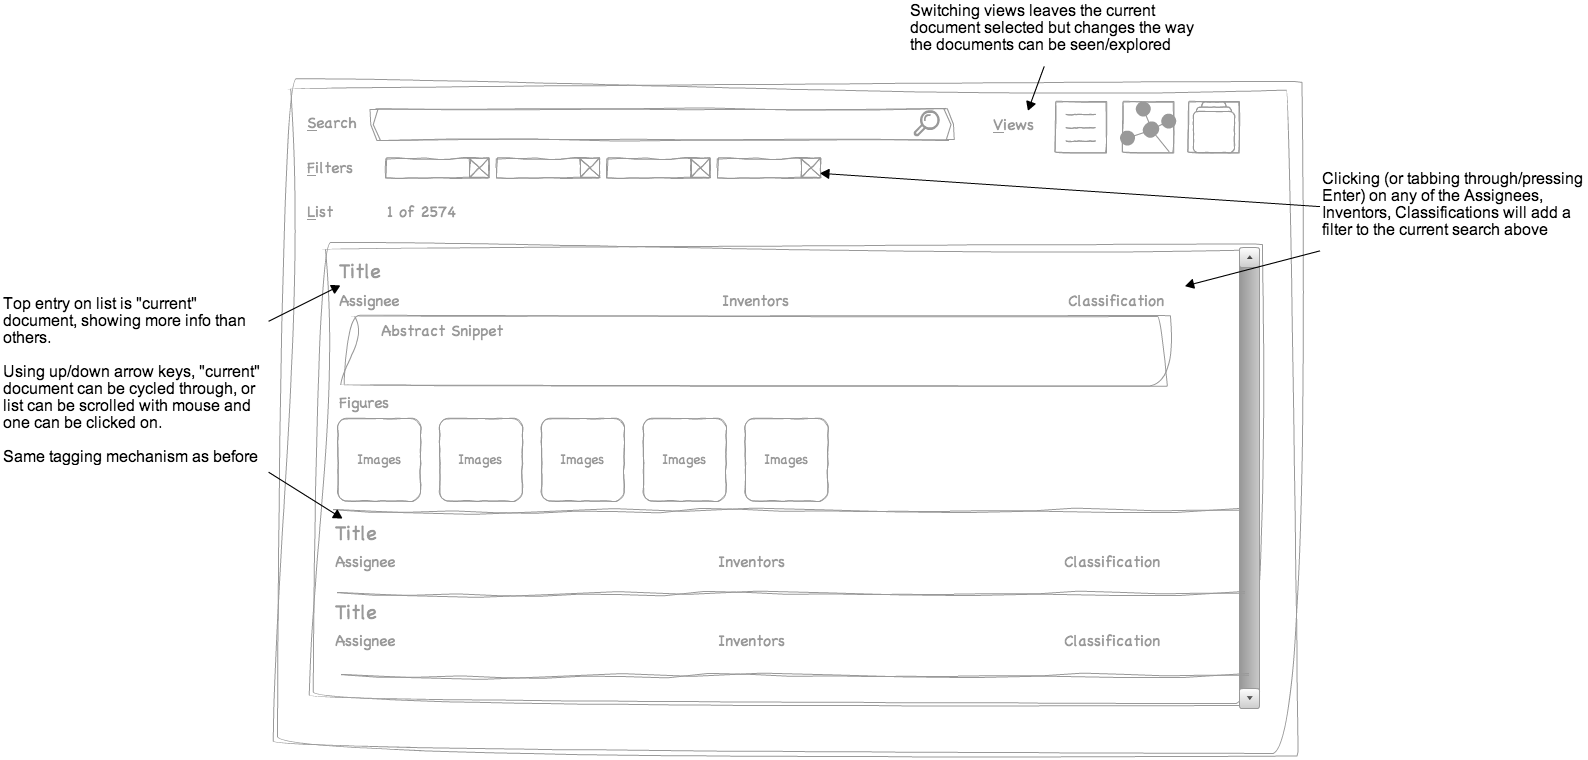 Switching views leaves the current
document selected but changes the way
the documents can be seen/explored
Search
Views
Filters
Clicking (or tabbing through/pressing
Enter) on any of the Assignees,
Inventors, Classifications will add a
filter to the current search above
List 1 of 2574
Title
Assignee Inventors Classification
Abstract Snippet
Top entry on list is "current"
document, showing more info than
others.
Using up/down arrow keys, "current"
document can be cycled through, or
list can be scrolled with mouse and
one can be clicked on.
Same tagging mechanism as before
Figures
Images Images Images Images Images
Title
Assignee Inventors Classification
Title
Assignee Inventors Classification